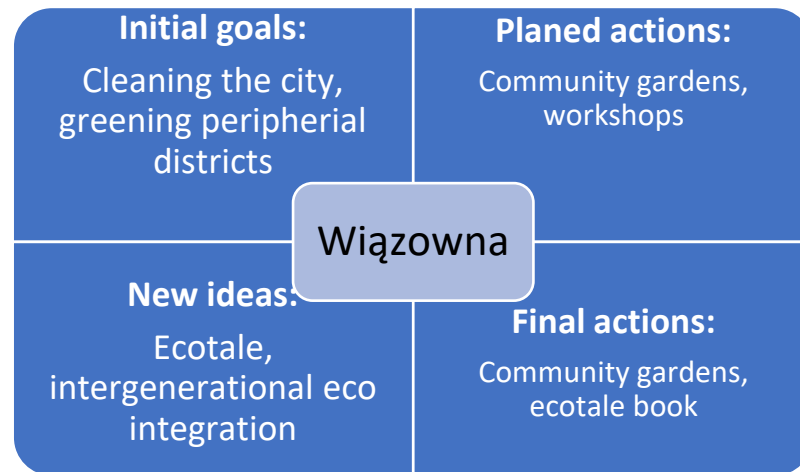 Initial goals:
Cleaning the city,
greening peripherial
districts
Planed actions:
Community gardens,
workshops
Wiązowna
New ideas:
Ecotale,
intergenerational eco
integration
Final actions:
Community gardens,
ecotale book